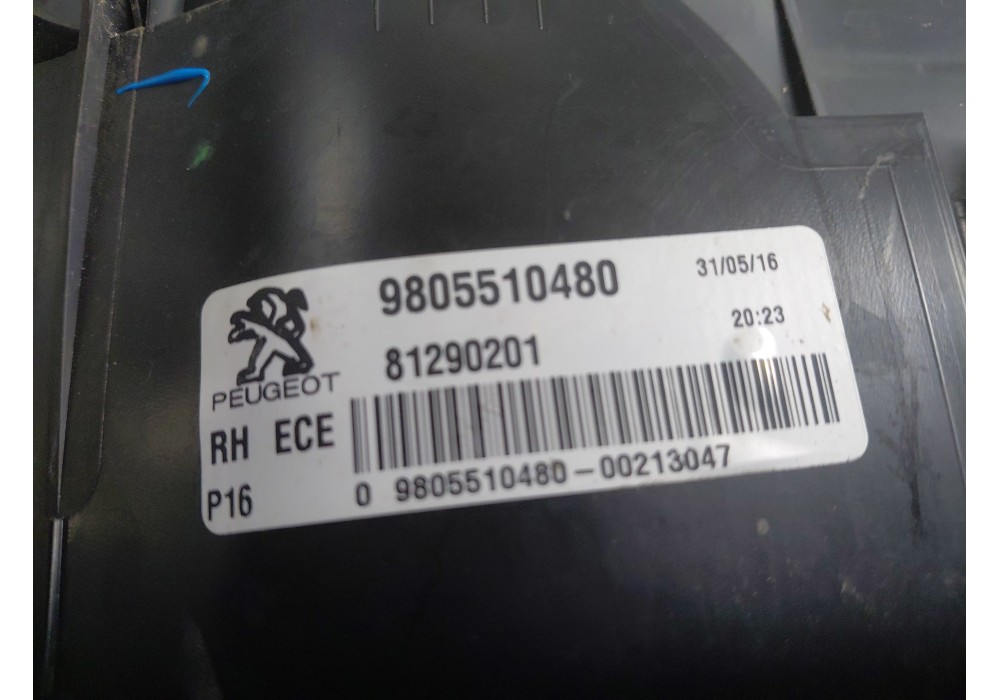 9805510480
31/05/16
81290201
20:23
PEUGEOT
RH ECE
P16
0 9805510480-00213047